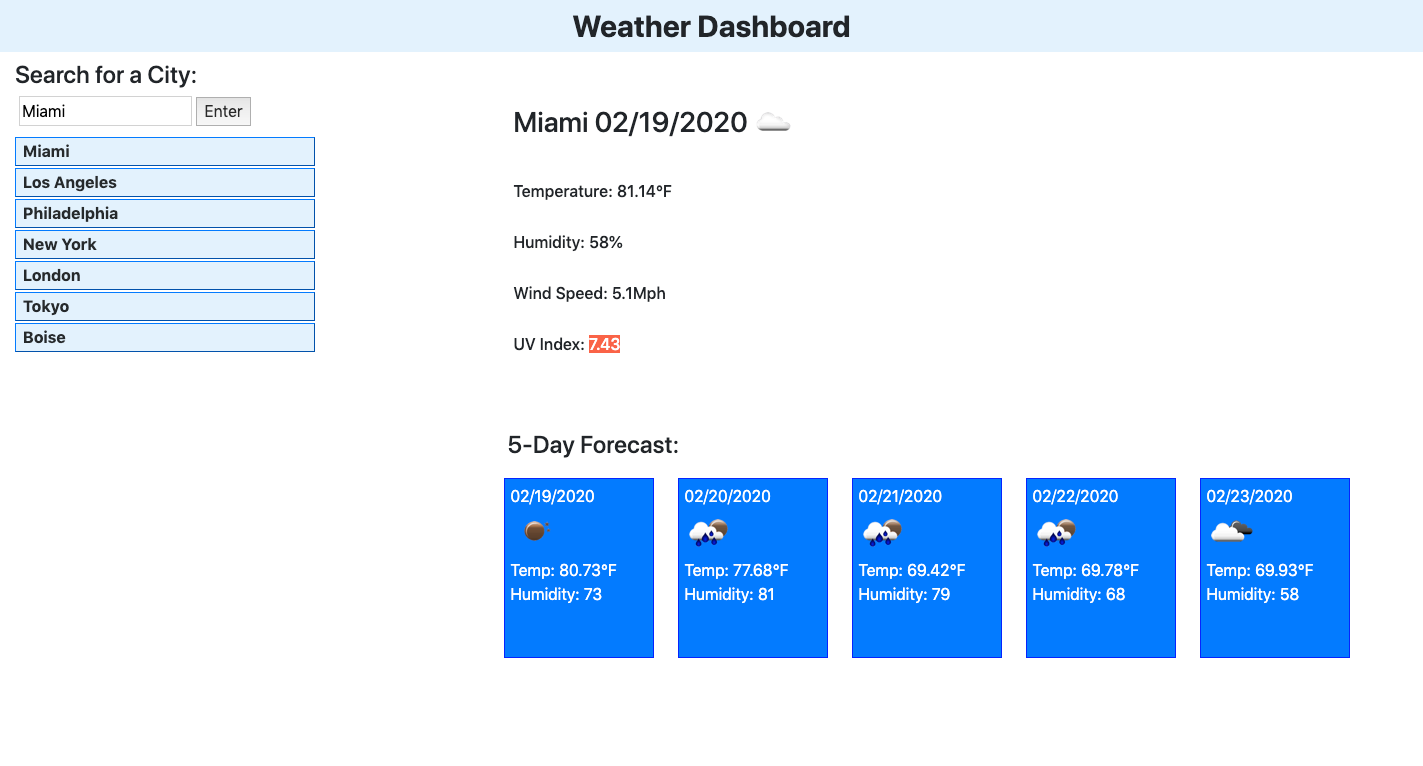 Weather Dashboard
Search for a City:
Miami Enter
Miami
Los Angeles
Philadelphia
New York
London
Tokyo
Boise
Miami 02/19/2020
Temperature: 81.14°F
Humidity: 58%
Wind Speed: 5.1Mph
UV Index: 7.43
5-Day Forecast:
02/19/2020
Temp: 80.73°F
Humidity: 73
02/20/2020
Temp: 77.68°F
Humidity: 81
02/21/2020
Temp: 69.42°F
Humidity: 79
02/22/2020
Temp: 69.78°F
Humidity: 68
02/23/2020
Temp: 69.93°F
Humidity: 58